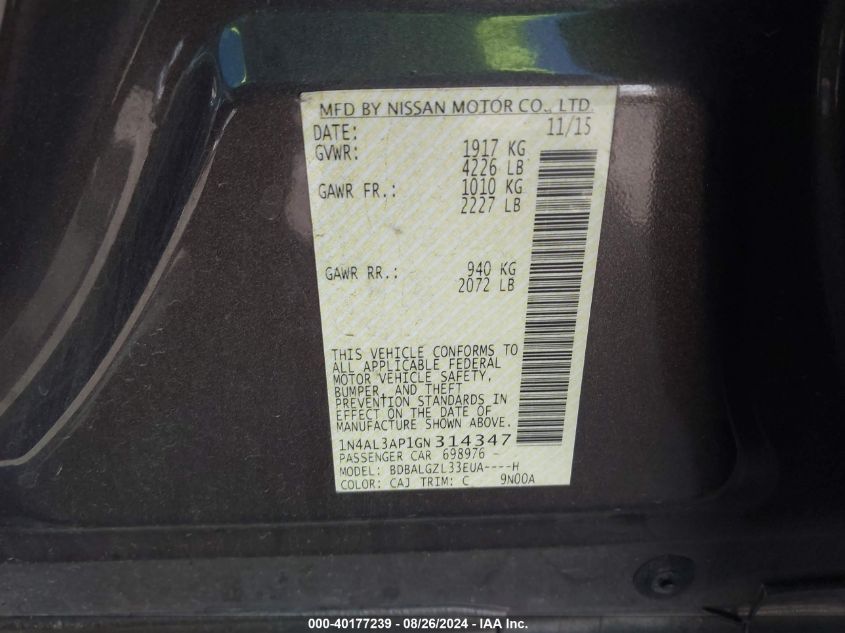 MFD BY NISSAN MOTOR CO., LTD.
DATE: 11/15
GVWR: 1917 KG
4226 LB
GAWR FR.: 1010 KG
2227 LB
GAWR RR.: 940 KG
2072 LB
THIS VEHICLE CONFORMS TO
ALL APPLICABLE FEDERAL
MOTOR VEHICLE SAFETY,
BUMPER, AND THEFT
PREVENTION STANDARDS IN
EFFECT ON THE DATE OF
MANUFACTURE SHOWN ABOVE.
1N4AL3AP1GN314347
PASSENGER CAR 698976 -
MODEL: BDBALGZL33EUA----H
COLOR: CAJ TRIM: C 9N00A
000-40177239 - 08/26/2024 - IAA Inc.